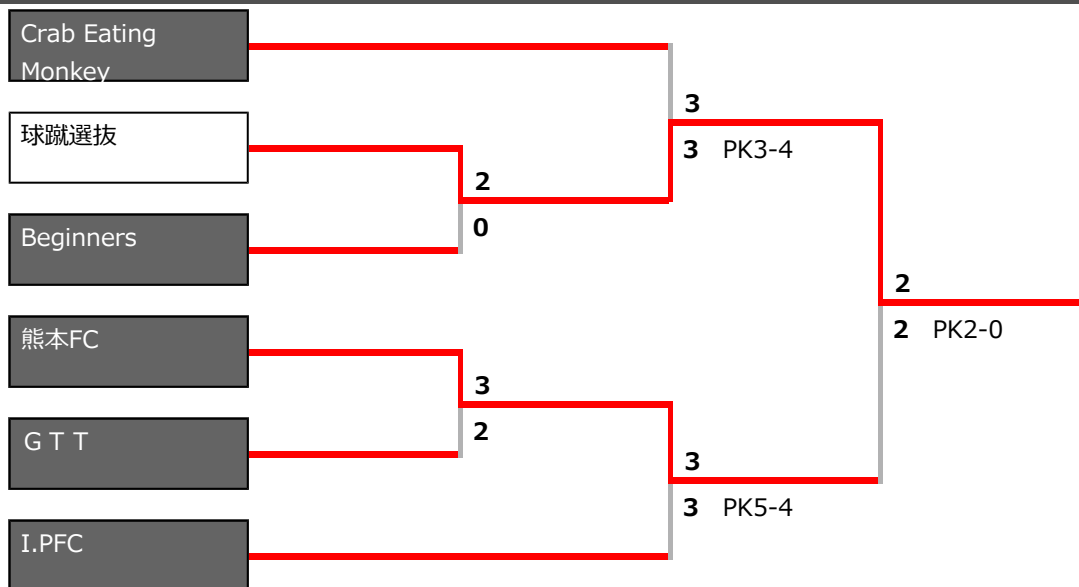 Crab Eating
Monkey
3
球蹴選抜
3 PK3-4
2
Beginners
0
2
熊本FC
2 PK2-0
3
ＧＴＴ
2
3
3 PK5-4
I.PFC